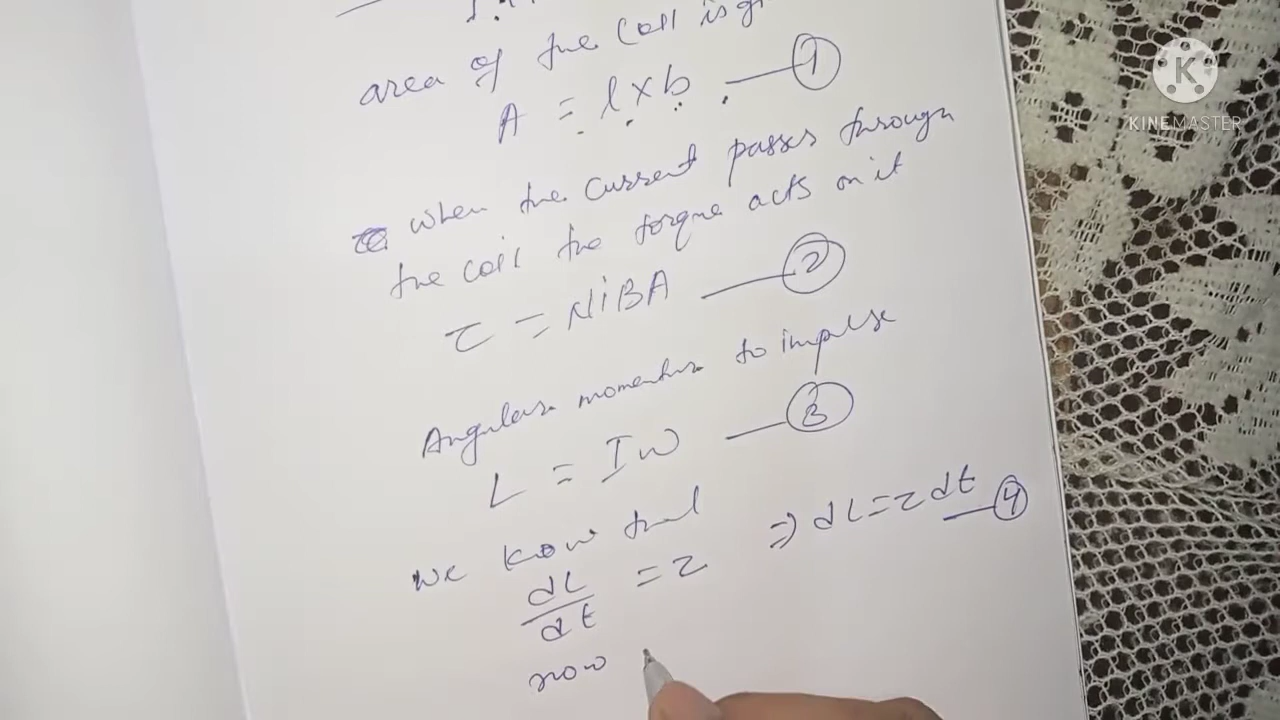 area of the coil is
A = l x b — 1
when the current passes through
the coil the torque acts on it
τ = NiBA — 2
Angular momentum to impulse
L = Iω — 3
We know that
dL/dt = τ ⇒ dL = τ dt — 4
now
K
KINEMASTER